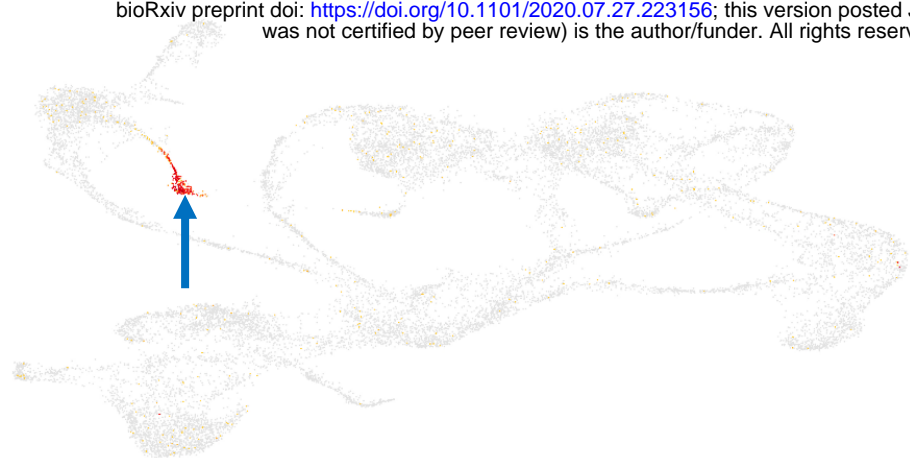 bioRxiv preprint doi: https://doi.org/10.1101/2020.07.27.223156; this version posted
was not certified by peer review) is the author/funder. All rights